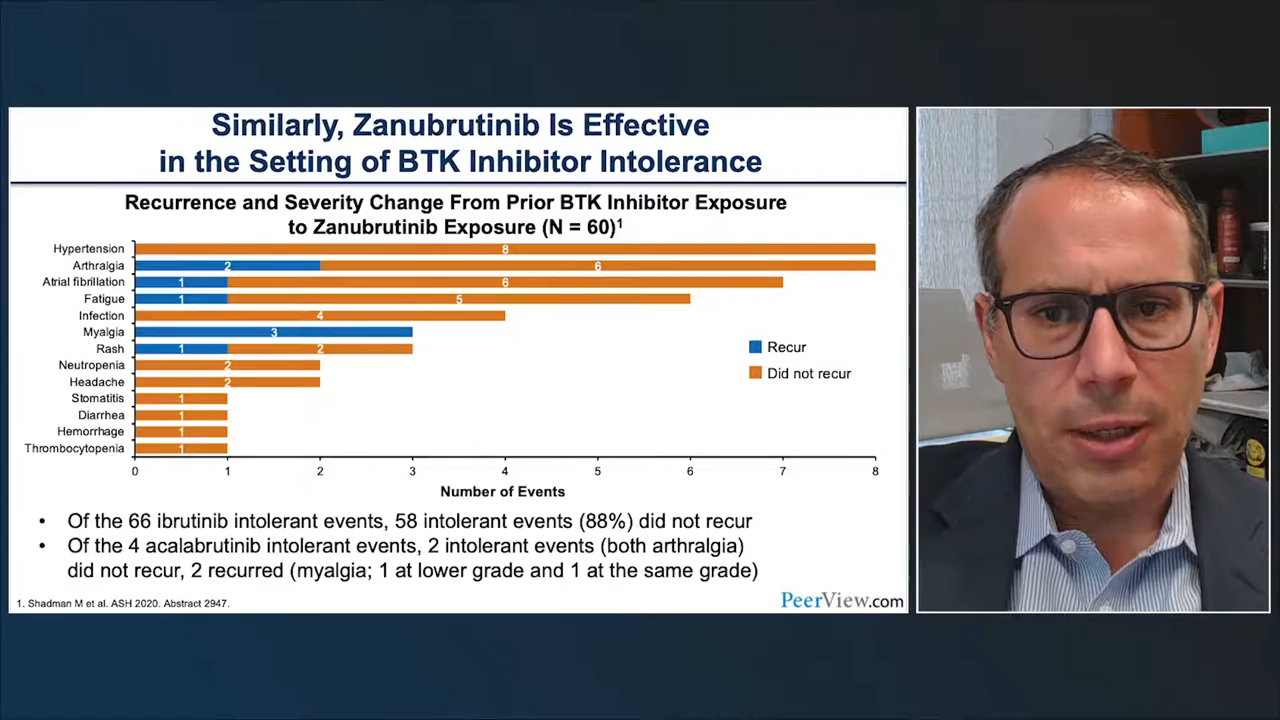 Similarly, Zanubrutinib Is Effective
in the Setting of BTK Inhibitor Intolerance
Recurrence and Severity Change From Prior BTK Inhibitor Exposure
to Zanubrutinib Exposure (N = 60)¹
Hypertension 8
Arthralgia 2 6
Atrial fibrillation 1 6
Fatigue 1 5
Infection 4
Myalgia 3
Rash 1 2
Neutropenia 2
Headache 2
Stomatitis 1
Diarrhea 1
Hemorrhage 1
Thrombocytopenia 1
Recur
Did not recur
0 1 2 3 4 5 6 7 8
Number of Events
• Of the 66 ibrutinib intolerant events, 58 intolerant events (88%) did not recur
• Of the 4 acalabrutinib intolerant events, 2 intolerant events (both arthralgia)
did not recur, 2 recurred (myalgia; 1 at lower grade and 1 at the same grade)
1. Shadman M et al. ASH 2020. Abstract 2947.
PeerView.com